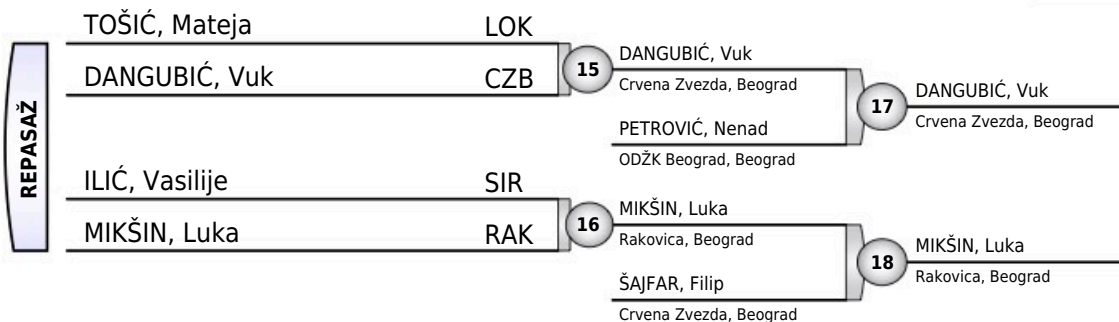 REPASAŽ
TOŠIĆ, Mateja LOK
DANGUBIĆ, Vuk CZB
15
DANGUBIĆ, Vuk
Crvena Zvezda, Beograd
PETROVIĆ, Nenad
ODŽK Beograd, Beograd
17
DANGUBIĆ, Vuk
Crvena Zvezda, Beograd
ILIĆ, Vasilije SIR
MIKŠIN, Luka RAK
16
MIKŠIN, Luka
Rakovica, Beograd
ŠAJFAR, Filip
Crvena Zvezda, Beograd
18
MIKŠIN, Luka
Rakovica, Beograd